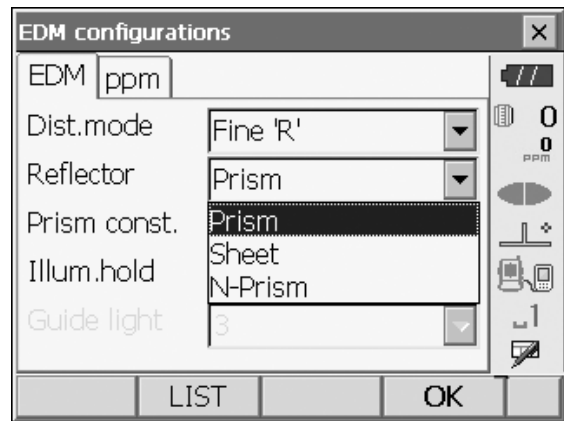 EDM configurations
EDM ppm
Dist.mode Fine 'R'
0
0
PPM
Reflector Prism
Prism const. Prism
Sheet
Illum.hold
N-Prism
Guide light 3
1
LIST OK